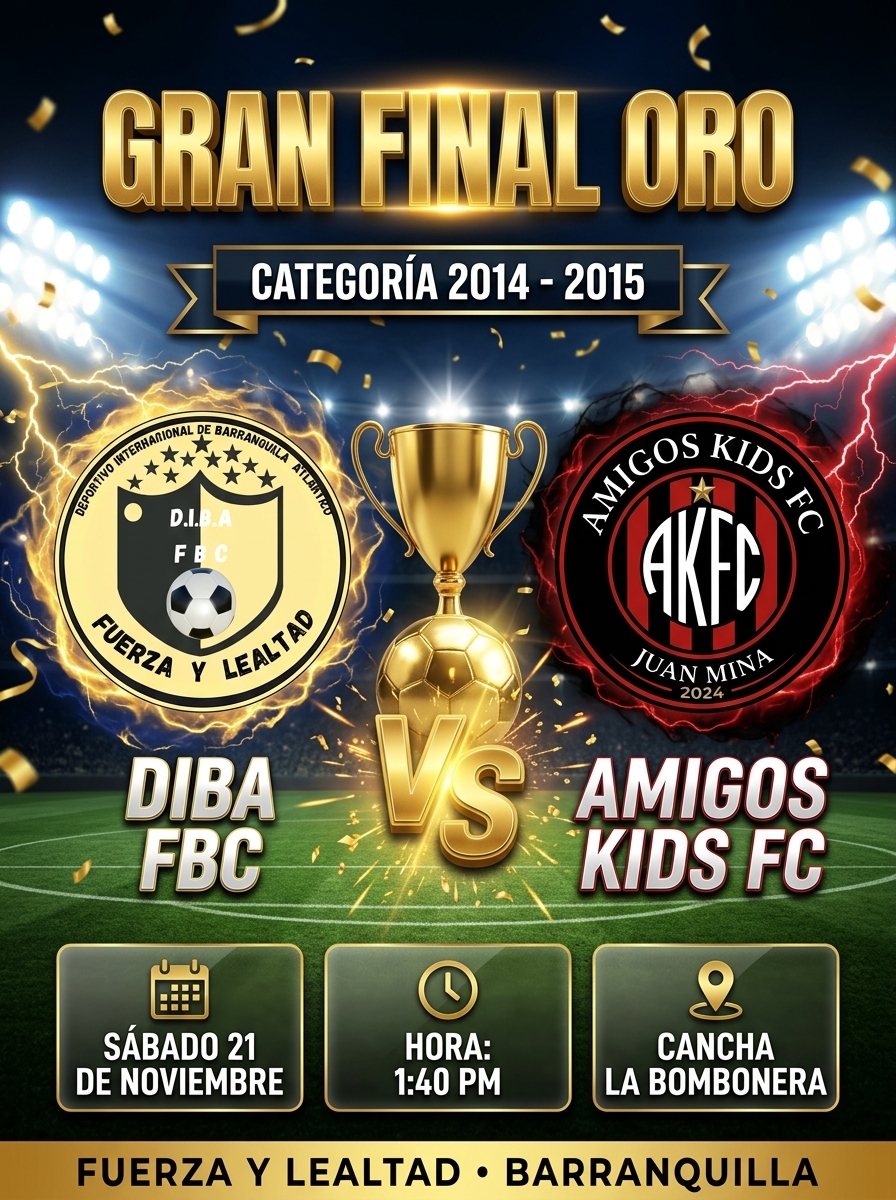 GRAN FINAL ORO
CATEGORÍA 2014 - 2015
DEPORTIVO INTERNACIONAL DE BARRANQUILLA ATLANTICO
D.I.B.A
F B C
FUERZA Y LEALTAD
AMIGOS KIDS FC
AKFC
JUAN MINA
2024
VS
DIBA
FBC
AMIGOS
KIDS FC
SÁBADO 21
DE NOVIEMBRE
HORA:
1:40 PM
CANCHA
LA BOMBONERA
FUERZA Y LEALTAD • BARRANQUILLA